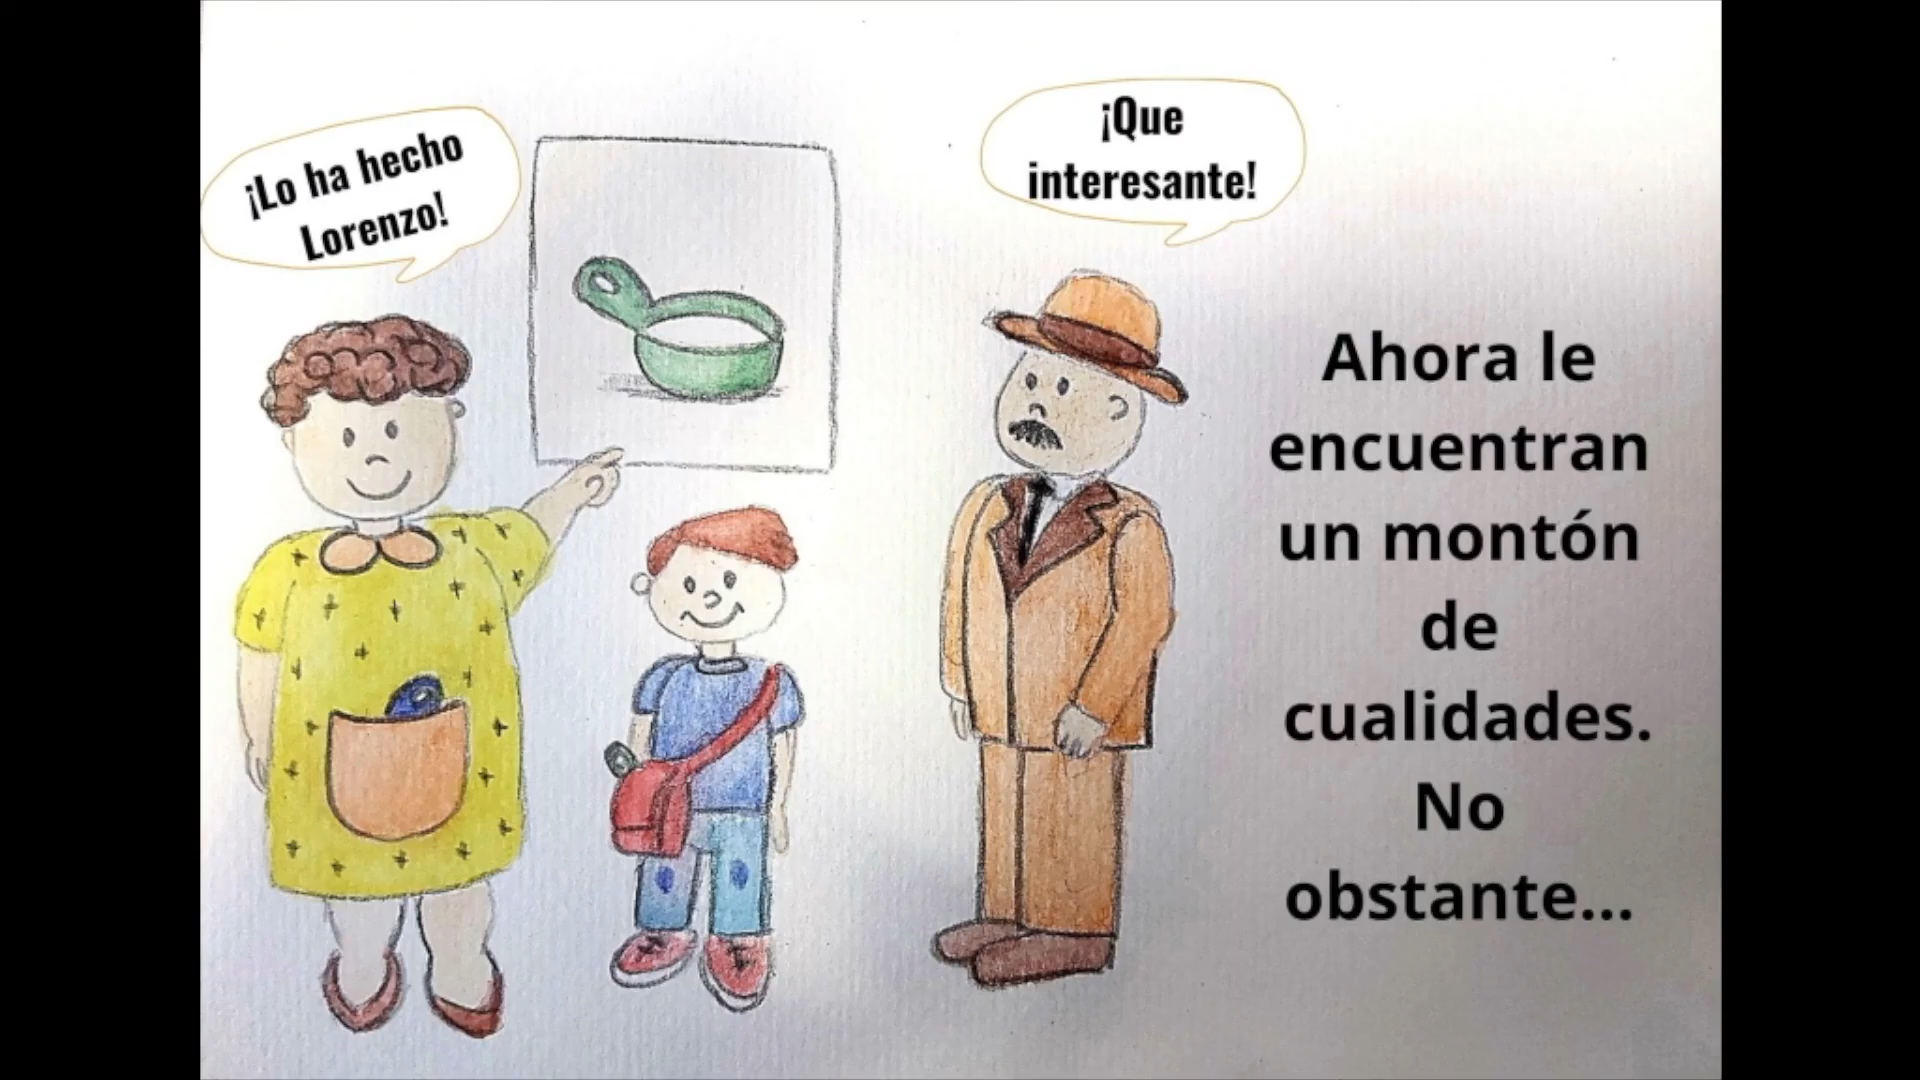 ¡Lo ha hecho
Lorenzo!
¡Que
interesante!
Ahora le
encuentran
un montón
de
cualidades.
No
obstante...